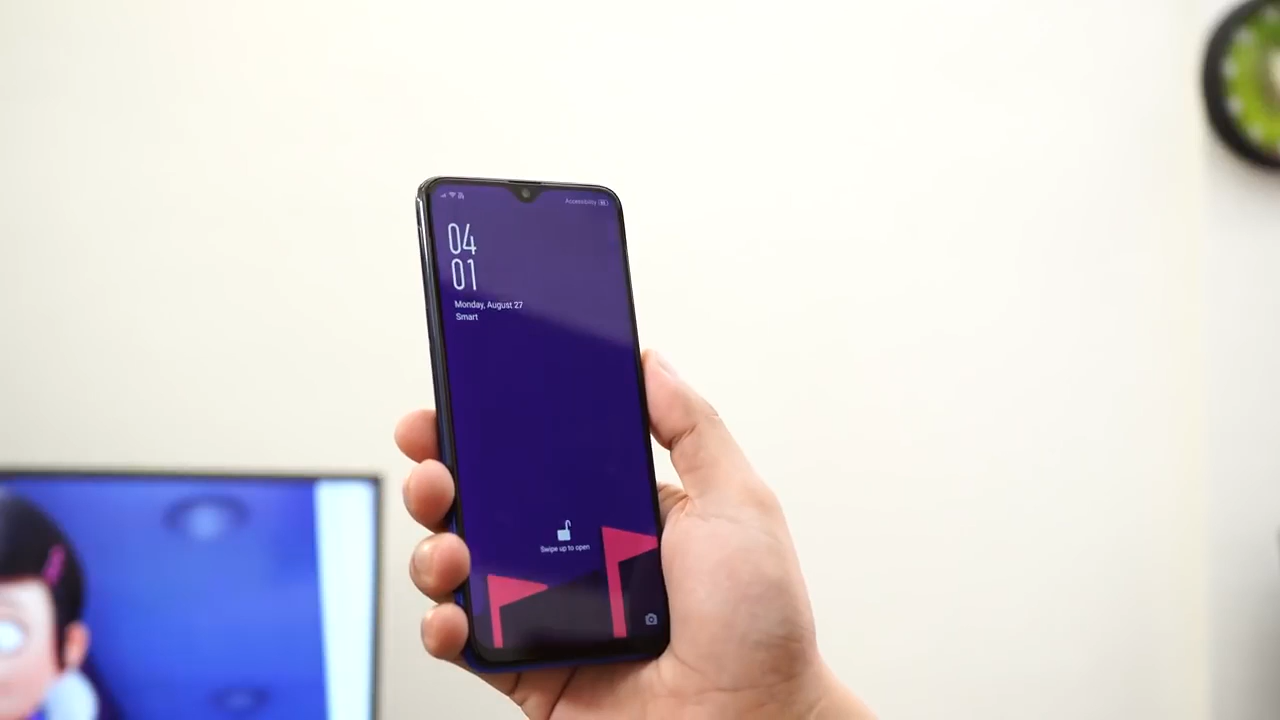 Accessibility
04
01
Monday, August 27
Smart
Swipe up to open